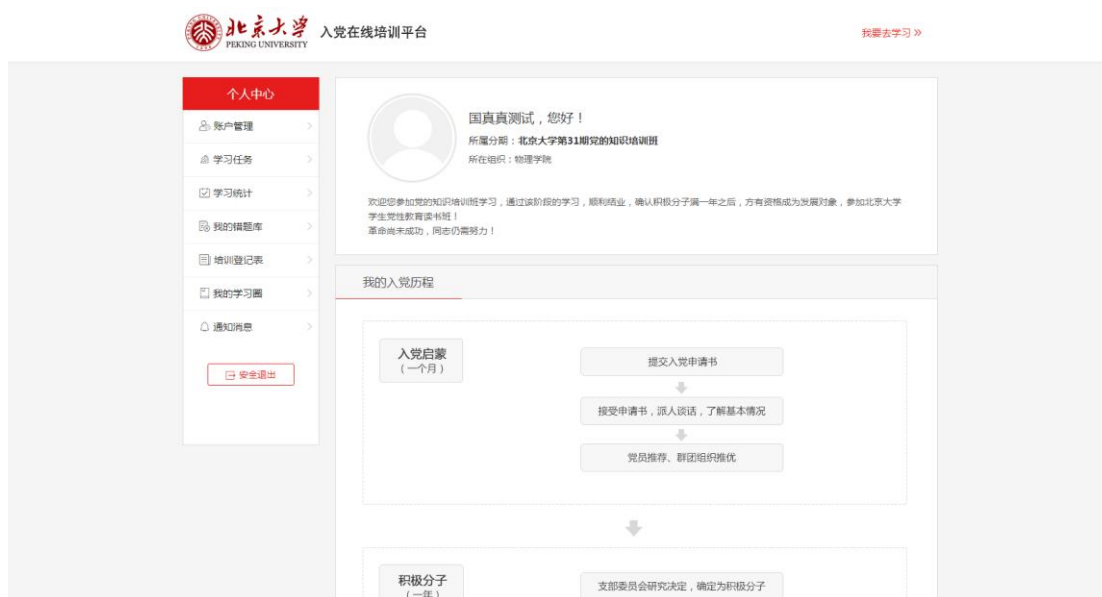 北京大学
PEKING UNIVERSITY
入党在线培训平台
我要去学习 »
个人中心
账户管理
学习任务
学习统计
我的错题库
培训登记表
我的学习圈
通知消息
安全退出
国真真测试，您好！
所属分期：北京大学第31期党的知识培训班
所在组织：物理学院
欢迎您参加党的知识培训班学习，通过该阶段的学习，顺利结业，确认积极分子满一年之后，方有资格成为发展对象，参加北京大学
学生党性教育读书班！
革命尚未成功，同志仍需努力！
我的入党历程
入党启蒙
（一个月）
提交入党申请书
接受申请书，派人谈话，了解基本情况
党员推荐、群团组织推优
积极分子
（一年）
支部委员会研究决定，确定为积极分子